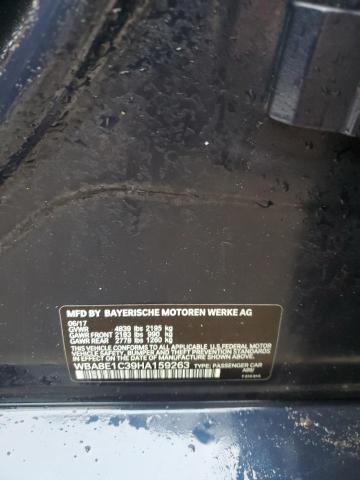 MFD BY BAYERISCHE MOTOREN WERKE AG
06/17
GVWR 4839 lbs 2195 kg
GAWR FRONT 2183 lbs 990 kg
GAWR REAR 2778 lbs 1260 kg
THIS VEHICLE CONFORMS TO ALL APPLICABLE U.S. FEDERAL MOTOR
VEHICLE SAFETY, BUMPER AND THEFT PREVENTION STANDARDS
IN EFFECT ON THE DATE OF MANUFACTURE SHOWN ABOVE.
WBA8E1C39HA159263 TYPE: PASSENGER CAR